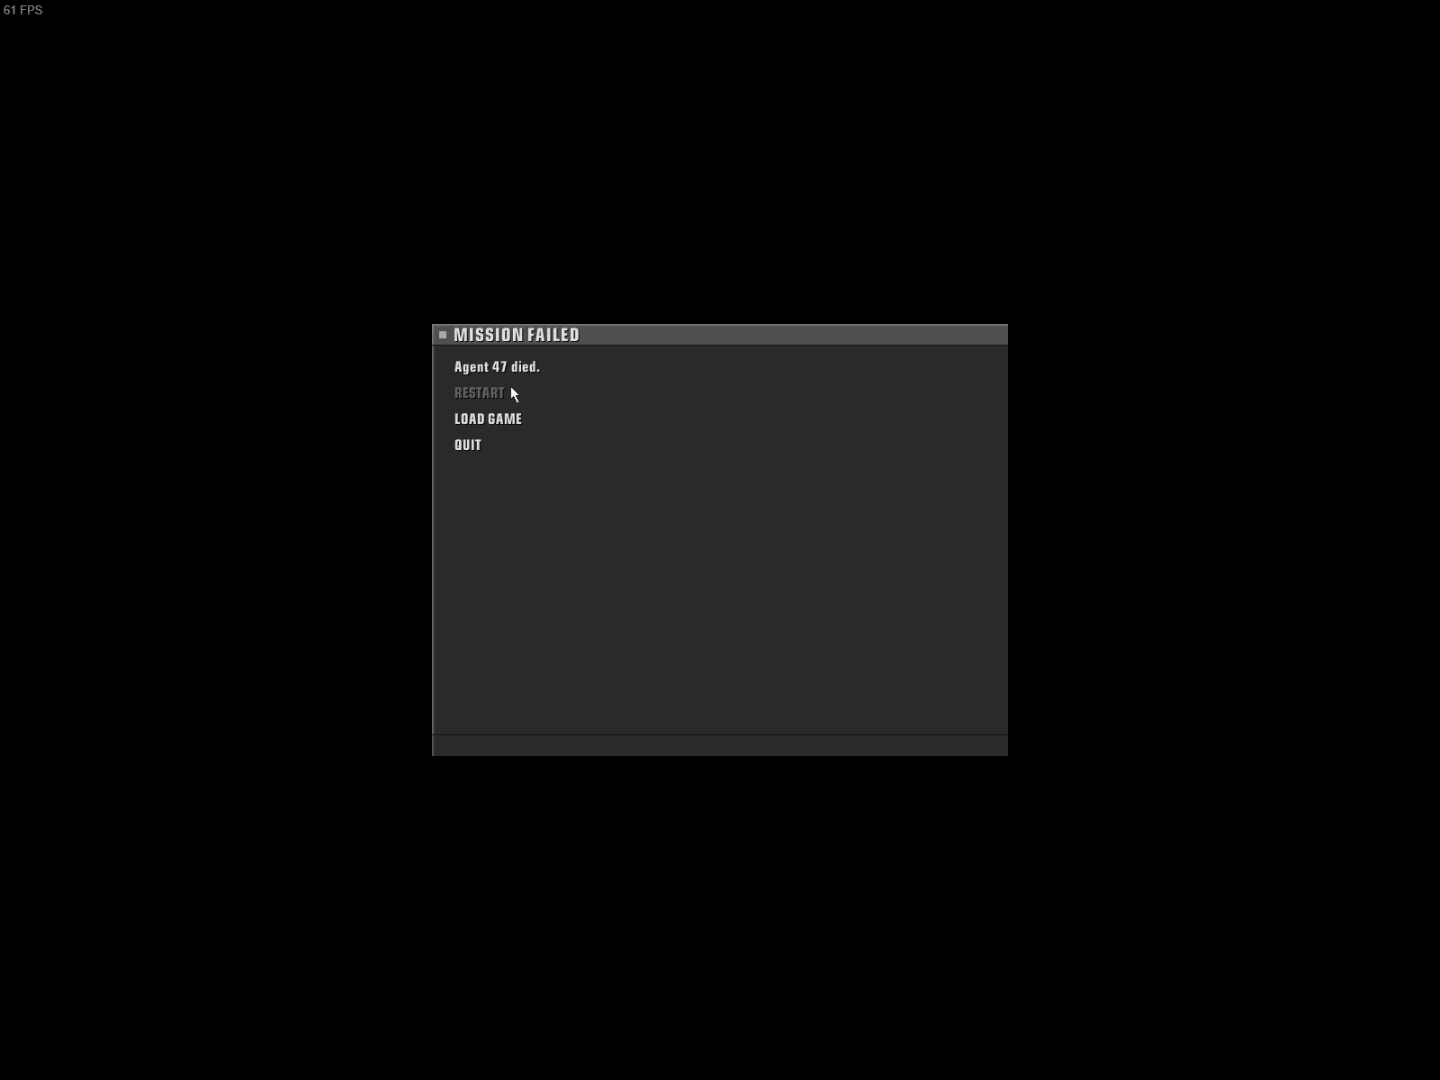 61 FPS
MISSION FAILED
Agent 47 died.
RESTART
LOAD GAME
QUIT